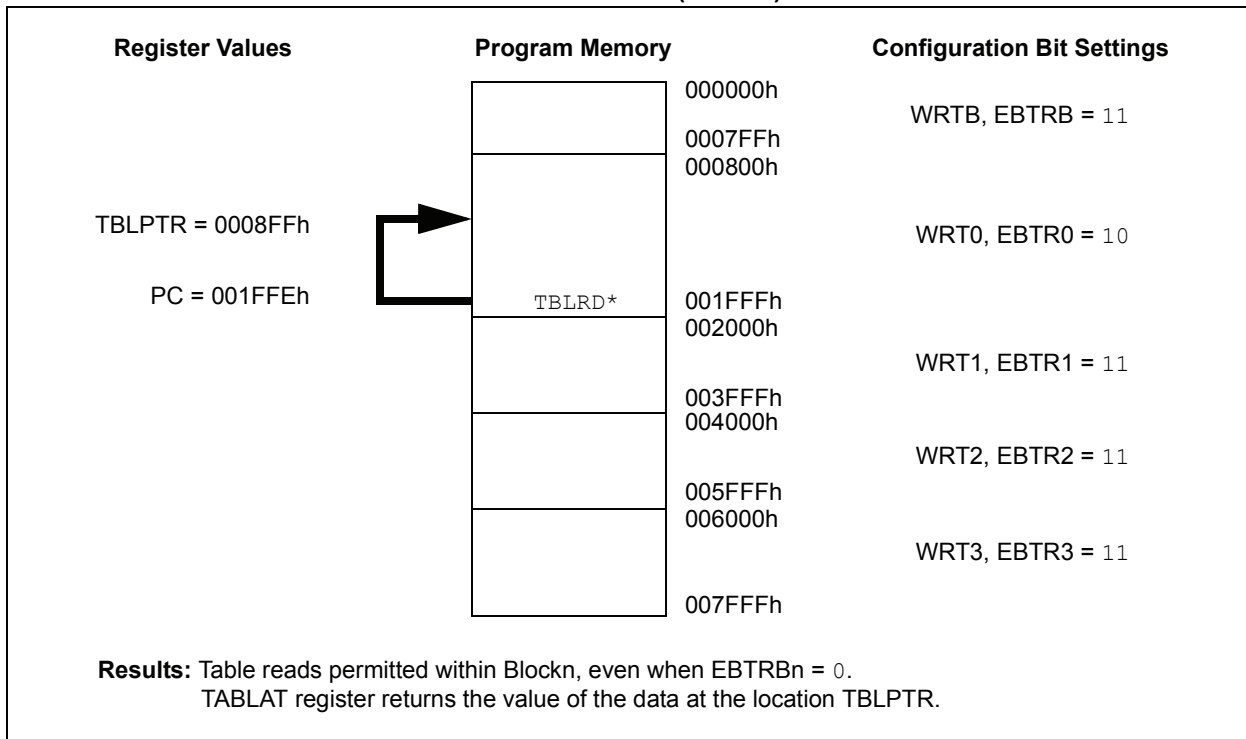 Register Values Program Memory Configuration Bit Settings
000000h
WRTB, EBTRB = 11
0007FFh
000800h
TBLPTR = 0008FFh
WRT0, EBTR0 = 10
PC = 001FFEh
TBLRD*
001FFFh
002000h
WRT1, EBTR1 = 11
003FFFh
004000h
WRT2, EBTR2 = 11
005FFFh
006000h
WRT3, EBTR3 = 11
007FFFh
Results: Table reads permitted within Blockn, even when EBTRBn = 0.
TABLAT register returns the value of the data at the location TBLPTR.